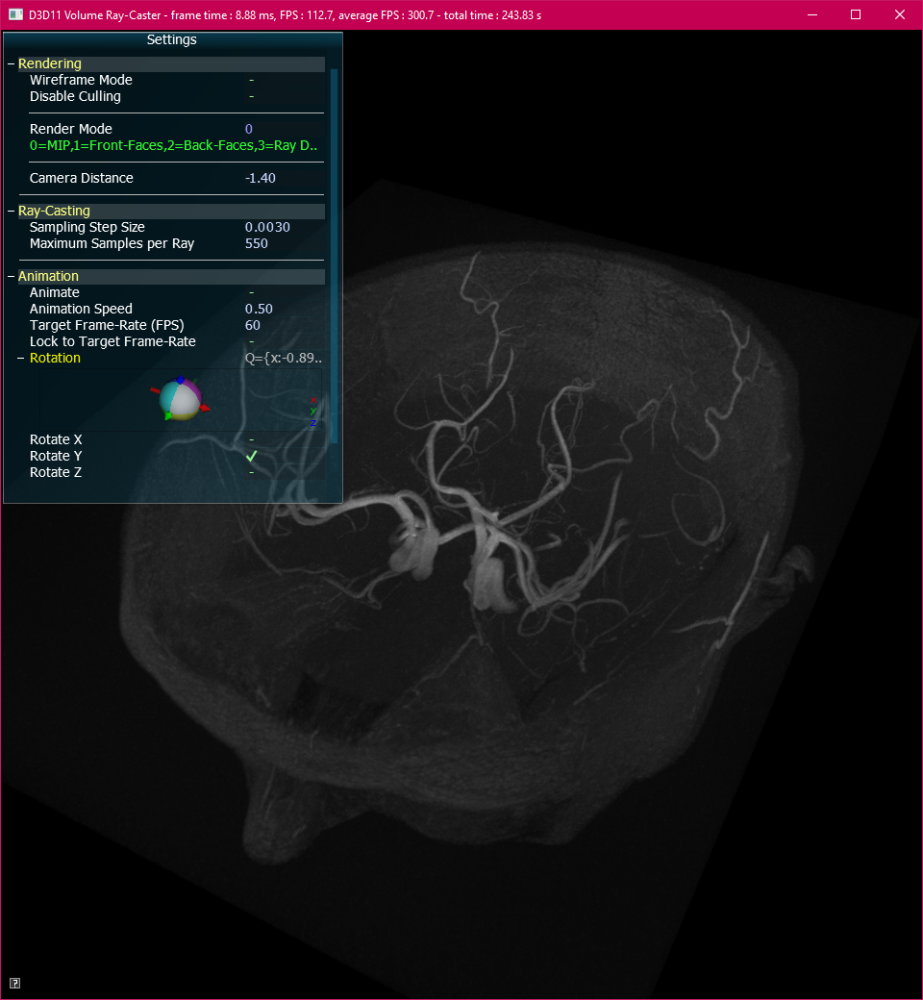 D3D11 Volume Ray-Caster - frame time : 8.88 ms, FPS : 112.7, average FPS : 300.7 - total time : 243.83 s
Settings
Rendering
Wireframe Mode -
Disable Culling -
Render Mode 0
0=MIP,1=Front-Faces,2=Back-Faces,3=Ray D..
Camera Distance -1.40
Ray-Casting
Sampling Step Size 0.0030
Maximum Samples per Ray 550
Animation
Animate -
Animation Speed 0.50
Target Frame-Rate (FPS) 60
Lock to Target Frame-Rate -
Rotation Q={x:-0.89..
x
y
z
Rotate X -
Rotate Y ✓
Rotate Z -
?